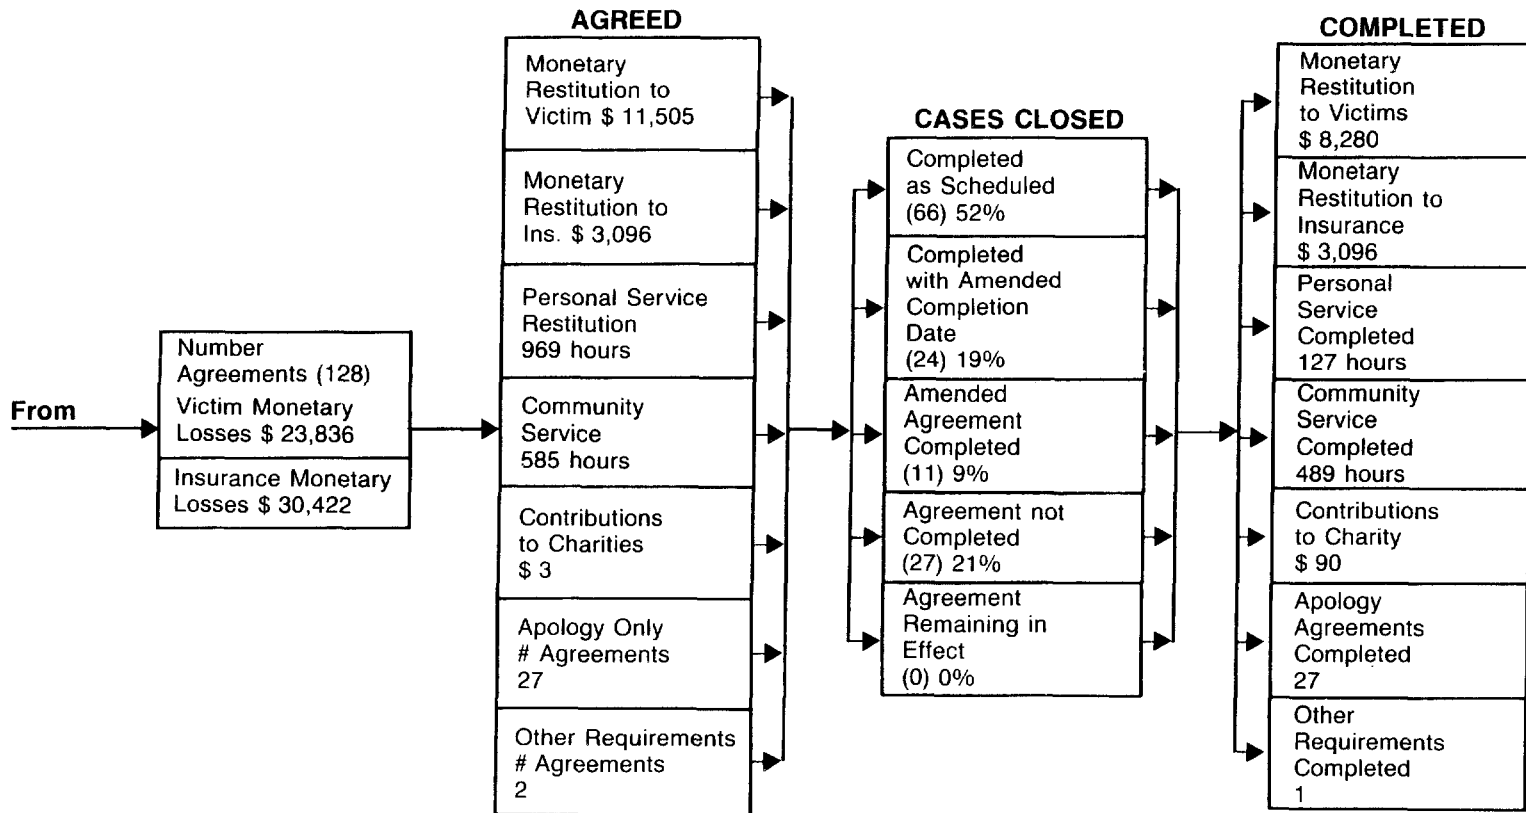 From
Number
Agreements (128)
Victim Monetary
Losses $ 23,836
Insurance Monetary
Losses $ 30,422
AGREED
Monetary
Restitution to
Victim $ 11,505
Monetary
Restitution to
Ins. $ 3,096
Personal Service
Restitution
969 hours
Community
Service
585 hours
Contributions
to Charities
$ 3
Apology Only
# Agreements
27
Other Requirements
# Agreements
2
CASES CLOSED
Completed
as Scheduled
(66) 52%
Completed
with Amended
Completion
Date
(24) 19%
Amended
Agreement
Completed
(11) 9%
Agreement not
Completed
(27) 21%
Agreement
Remaining in
Effect
(0) 0%
COMPLETED
Monetary
Restitution
to Victims
$ 8,280
Monetary
Restitution to
Insurance
$ 3,096
Personal
Service
Completed
127 hours
Community
Service
Completed
489 hours
Contributions
to Charity
$ 90
Apology
Agreements
Completed
27
Other
Requirements
Completed
1